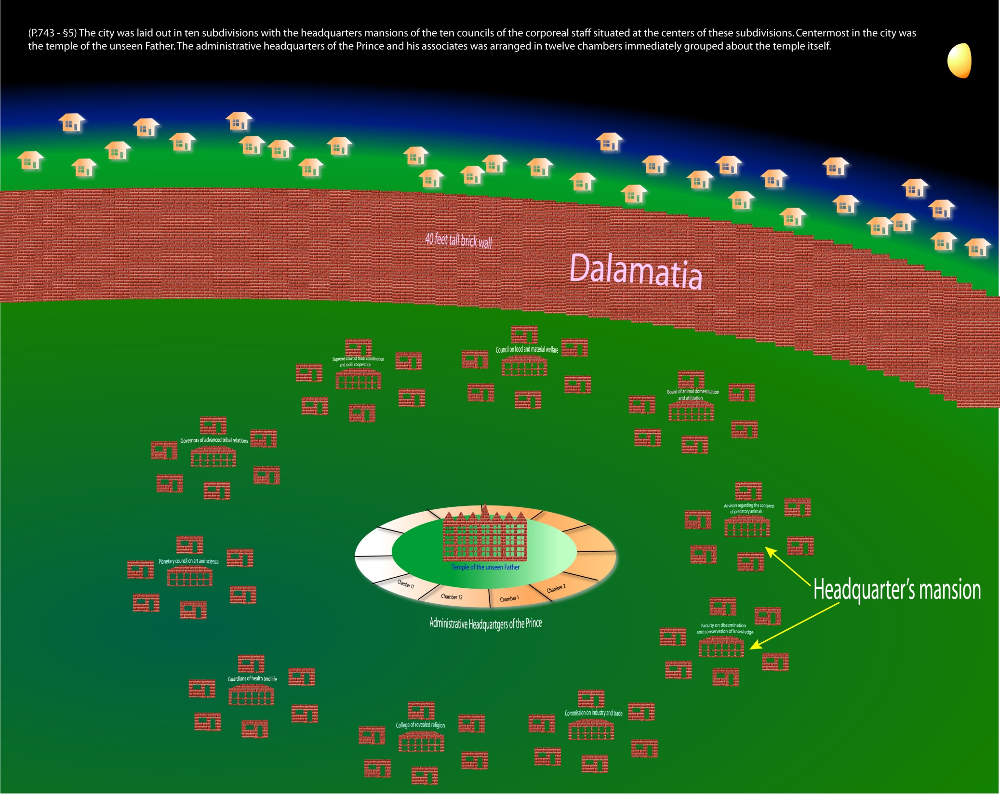 (P.743 - §5) The city was laid out in ten subdivisions with the headquarters mansions of the ten councils of the corporeal staff situated at the centers of these subdivisions. Centermost in the city was
the temple of the unseen Father. The administrative headquarters of the Prince and his associates was arranged in twelve chambers immediately grouped about the temple itself.
40 feet tall brick wall
Dalamatia
Council on food and material welfare
Supreme court of tribal coordination
and racial cooperation
Board of animal domestication
and utilization
Governors of advanced tribal relations
Advisors regarding the conquest
of predatory animals
Planetary council on art and science
Temple of the unseen Father
Chamber 11
Chamber 12
Chamber 1
Chamber 2
Headquarter's mansion
Administrative Headquartgers of the Prince
Faculty on dissemination
and conservation of knowledge
Guardians of health and life
Commission on industry and trade
College of revealed religion